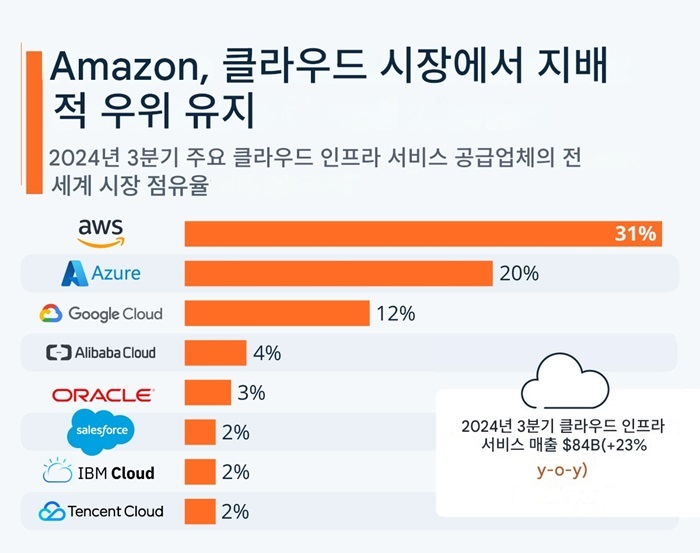 Amazon, 클라우드 시장에서 지배
적 우위 유지
2024년 3분기 주요 클라우드 인프라 서비스 공급업체의 전
세계 시장 점유율
aws
31%
Azure
20%
Google Cloud
12%
Alibaba Cloud
4%
ORACLE
3%
salesforce
2%
IBM Cloud
2%
Tencent Cloud
2%
2024년 3분기 클라우드 인프라
서비스 매출 $84B(+23%
y-o-y)